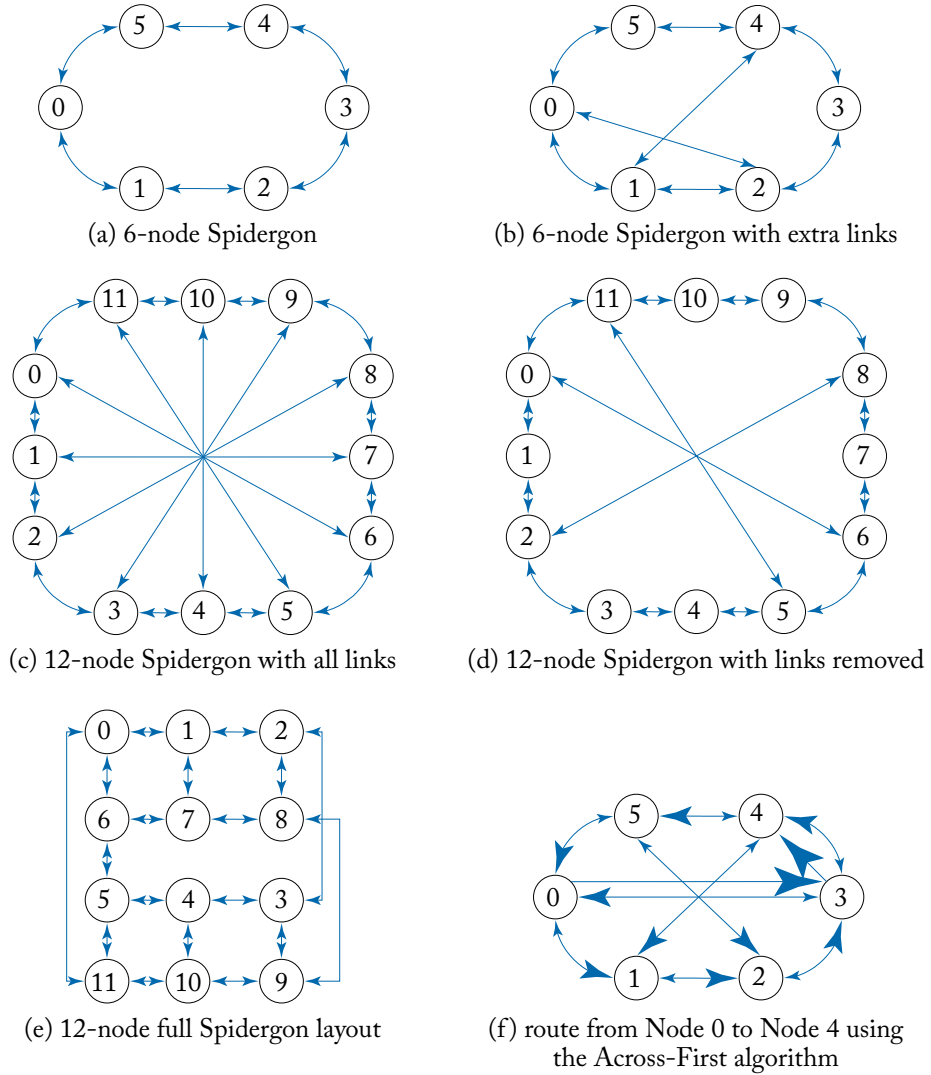 5 4
0 3
1 2
(a) 6-node Spidergon
5 4
0 3
1 2
(b) 6-node Spidergon with extra links
11 10 9
0 8
1 7
2 6
3 4 5
(c) 12-node Spidergon with all links
11 10 9
0 8
1 7
2 6
3 4 5
(d) 12-node Spidergon with links removed
0 1 2
6 7 8
5 4 3
11 10 9
(e) 12-node full Spidergon layout
5 4
0 3
1 2
(f) route from Node 0 to Node 4 using
the Across-First algorithm